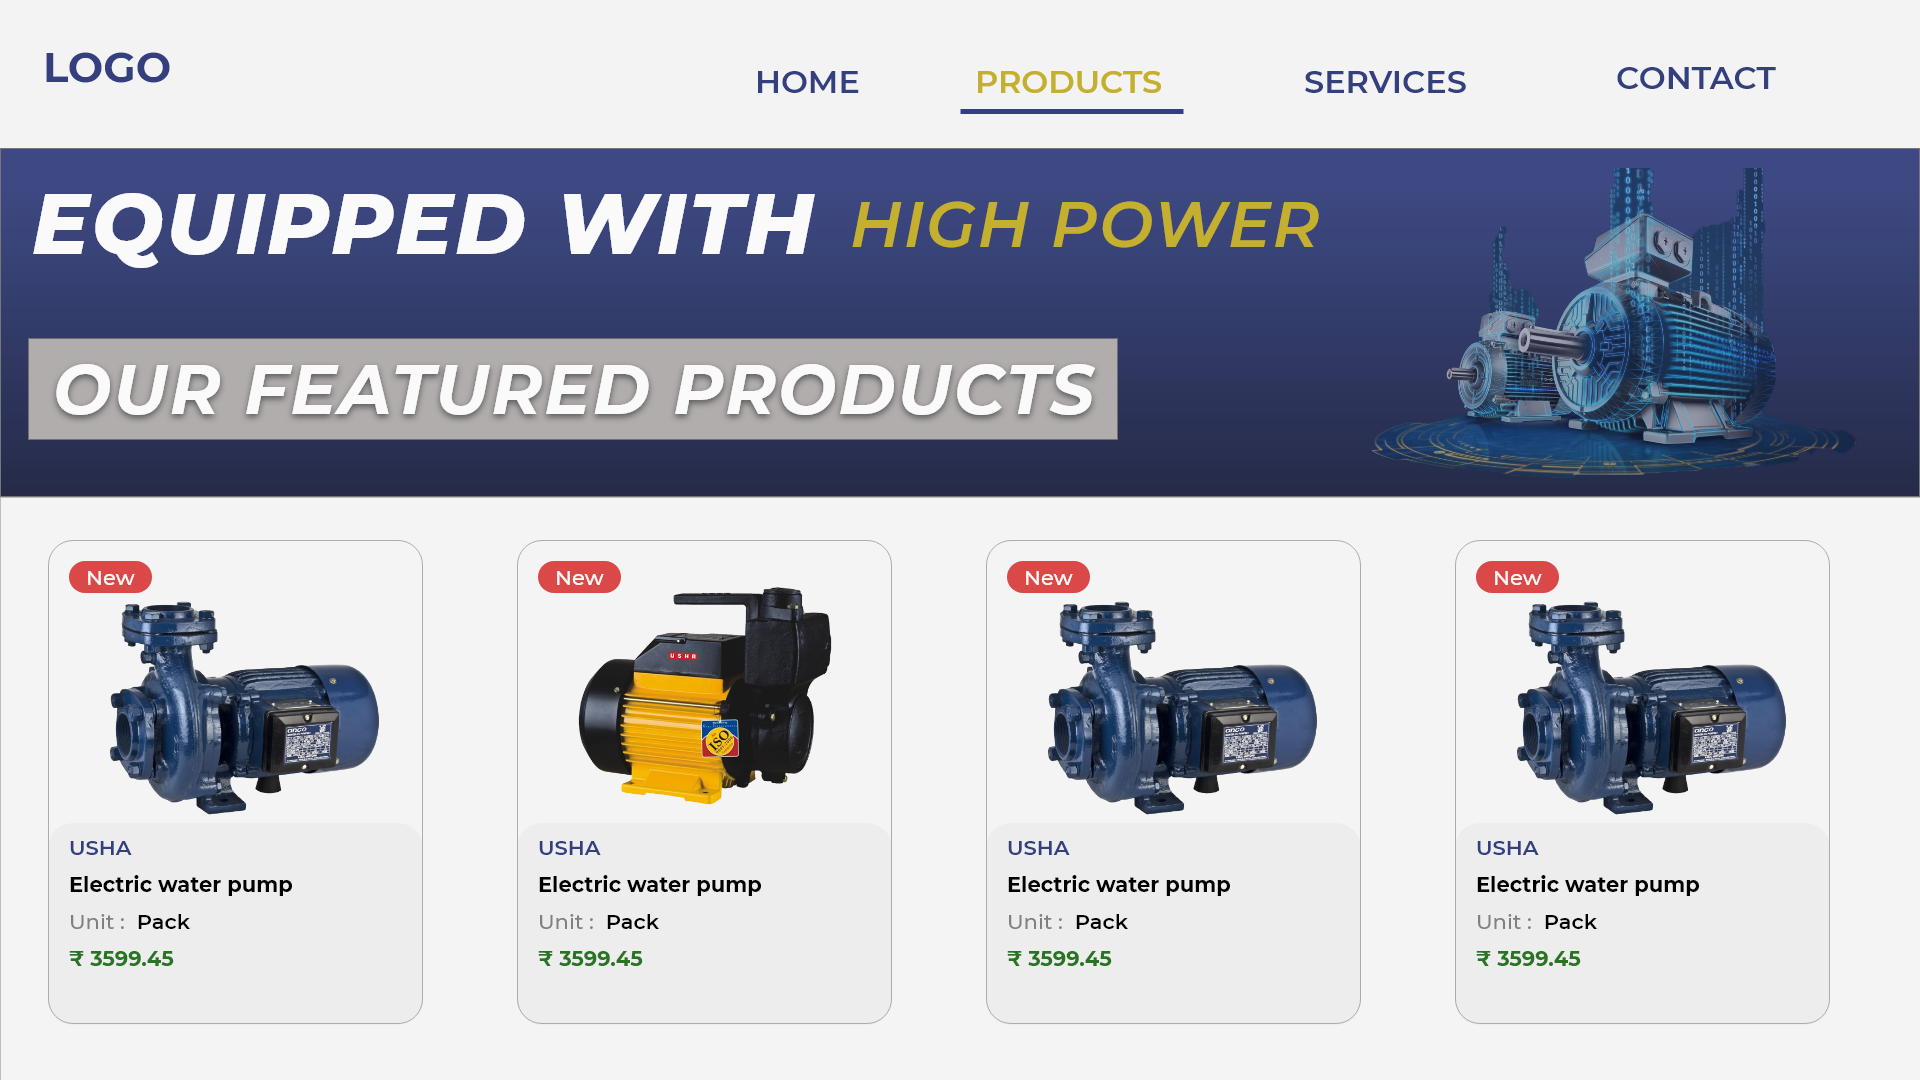 LOGO
HOME PRODUCTS SERVICES CONTACT
EQUIPPED WITH HIGH POWER
OUR FEATURED PRODUCTS
New
USHA
Electric water pump
Unit : Pack
₹ 3599.45
New
USHA
ISO
USHA
Electric water pump
Unit : Pack
₹ 3599.45
New
USHA
Electric water pump
Unit : Pack
₹ 3599.45
New
USHA
Electric water pump
Unit : Pack
₹ 3599.45